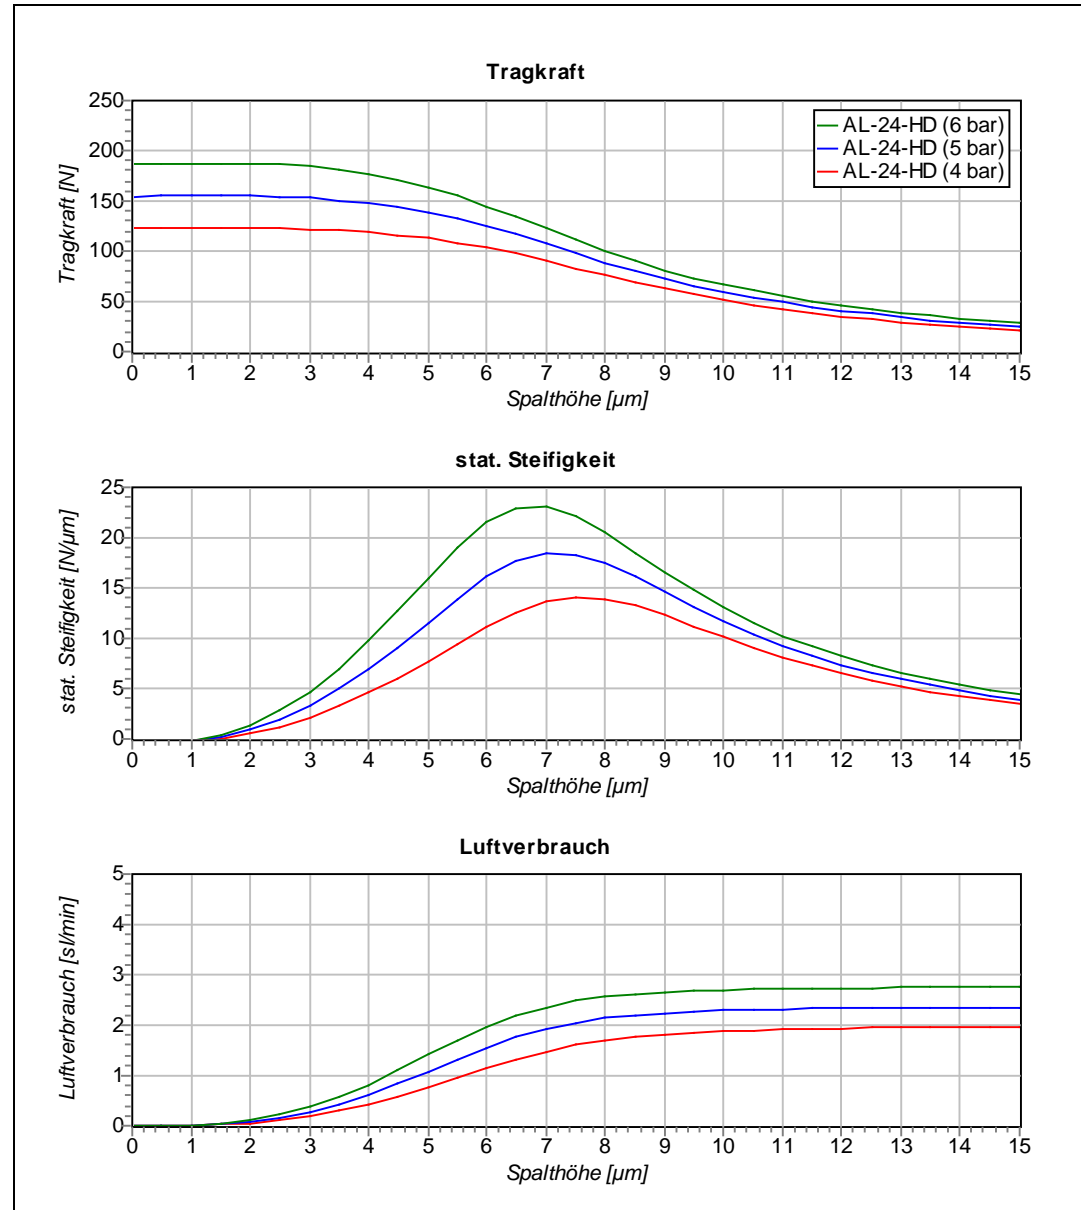 Tragkraft
250
200
150
100
50
0
Tragkraft [N]
AL-24-HD (6 bar)
AL-24-HD (5 bar)
AL-24-HD (4 bar)
0 1 2 3 4 5 6 7 8 9 10 11 12 13 14 15
Spalthöhe [µm]
stat. Steifigkeit
25
20
15
10
5
0
stat. Steifigkeit [N/µm]
0 1 2 3 4 5 6 7 8 9 10 11 12 13 14 15
Spalthöhe [µm]
Luftverbrauch
5
4
3
2
1
0
Luftverbrauch [sl/min]
0 1 2 3 4 5 6 7 8 9 10 11 12 13 14 15
Spalthöhe [µm]